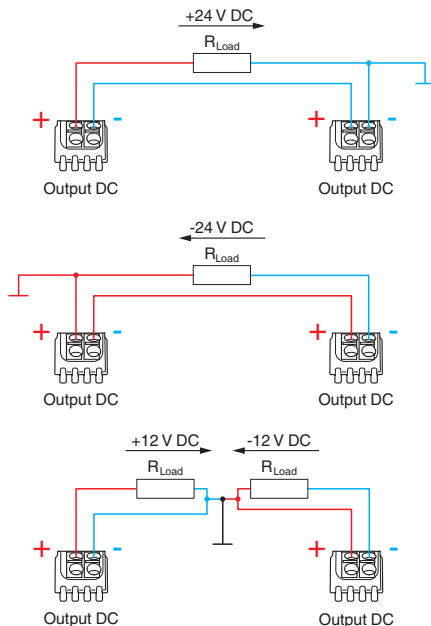 +24 V DC
RLoad
+ - + -
Output DC Output DC
-24 V DC
RLoad
+ - + -
Output DC Output DC
+12 V DC -12 V DC
RLoad RLoad
+ - + -
Output DC Output DC